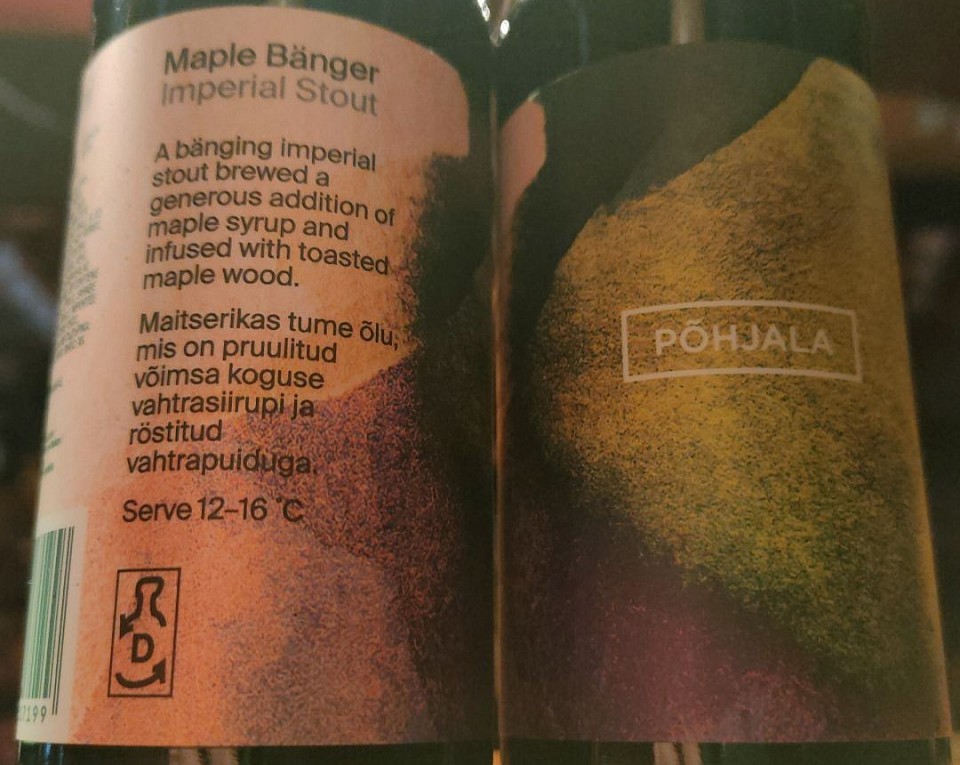 Maple Bänger
Imperial Stout
A bänging imperial
stout brewed a
generous addition of
maple syrup and
infused with toasted
maple wood.
Maitserikas tume õlu,
mis on pruulitud
võimsa koguse
vahtrasiirupi ja
röstitud
vahtrapuiduga.
Serve 12–16 °C
D
PÕHJALA